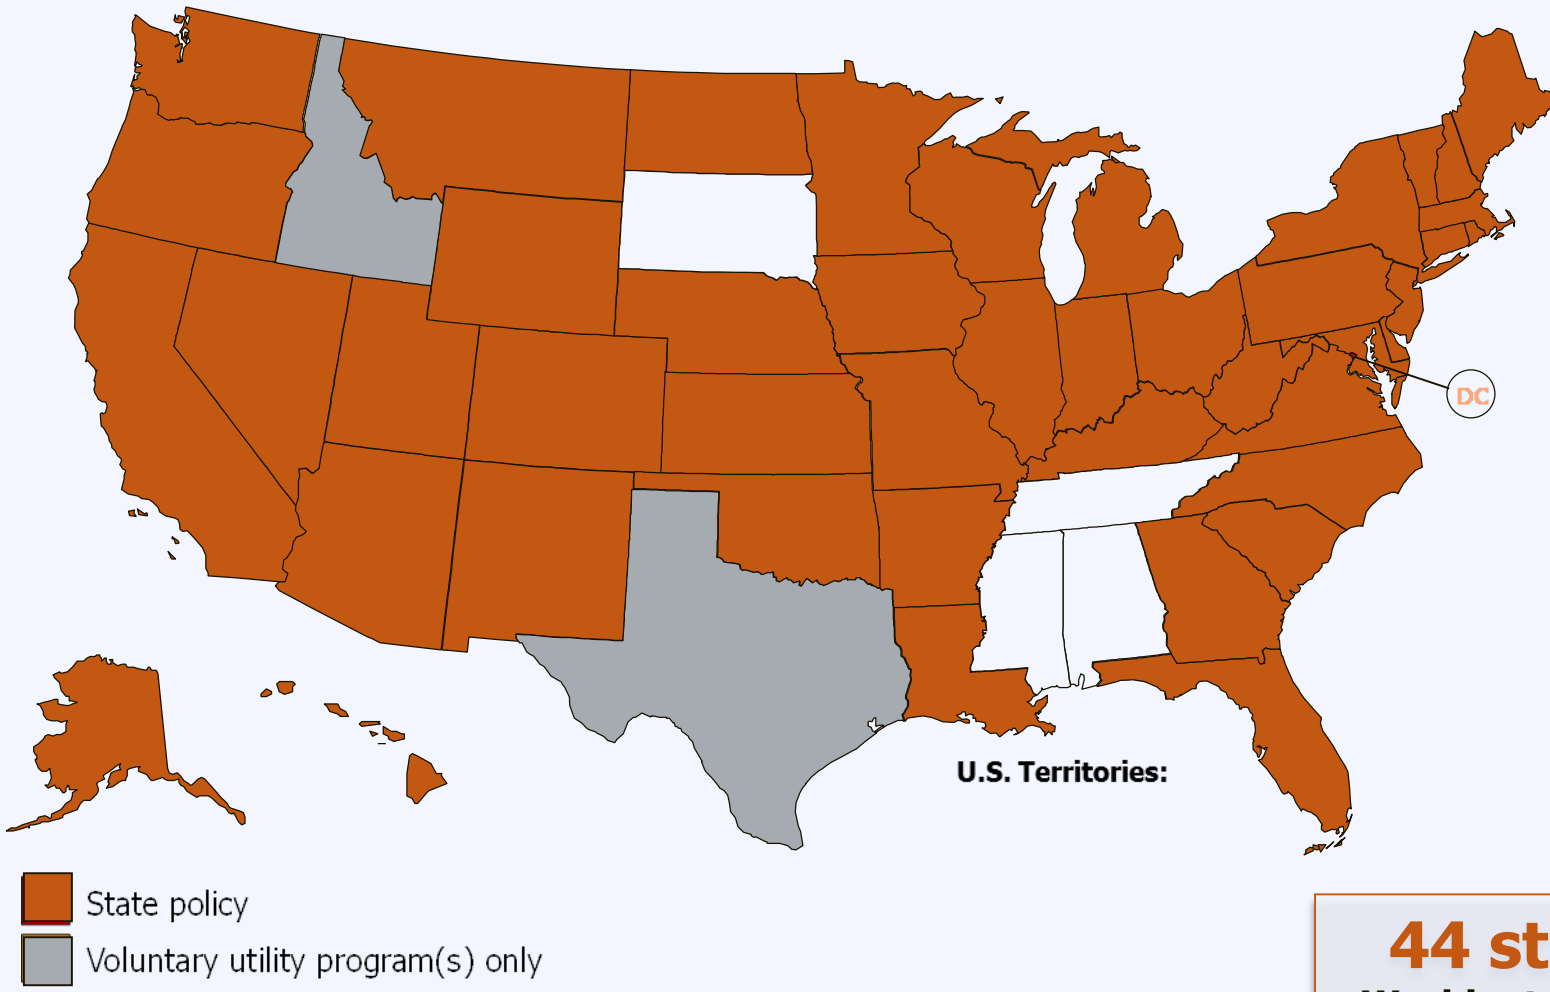 DC
U.S. Territories:
State policy
Voluntary utility program(s) only
44 st